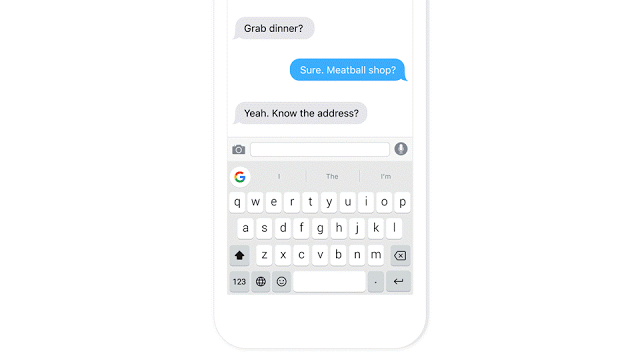 Grab dinner?
Sure. Meatball shop?
Yeah. Know the address?
G I The I'm
q w e r t y u i o p
a s d f g h j k l
z x c v b n m
123 .